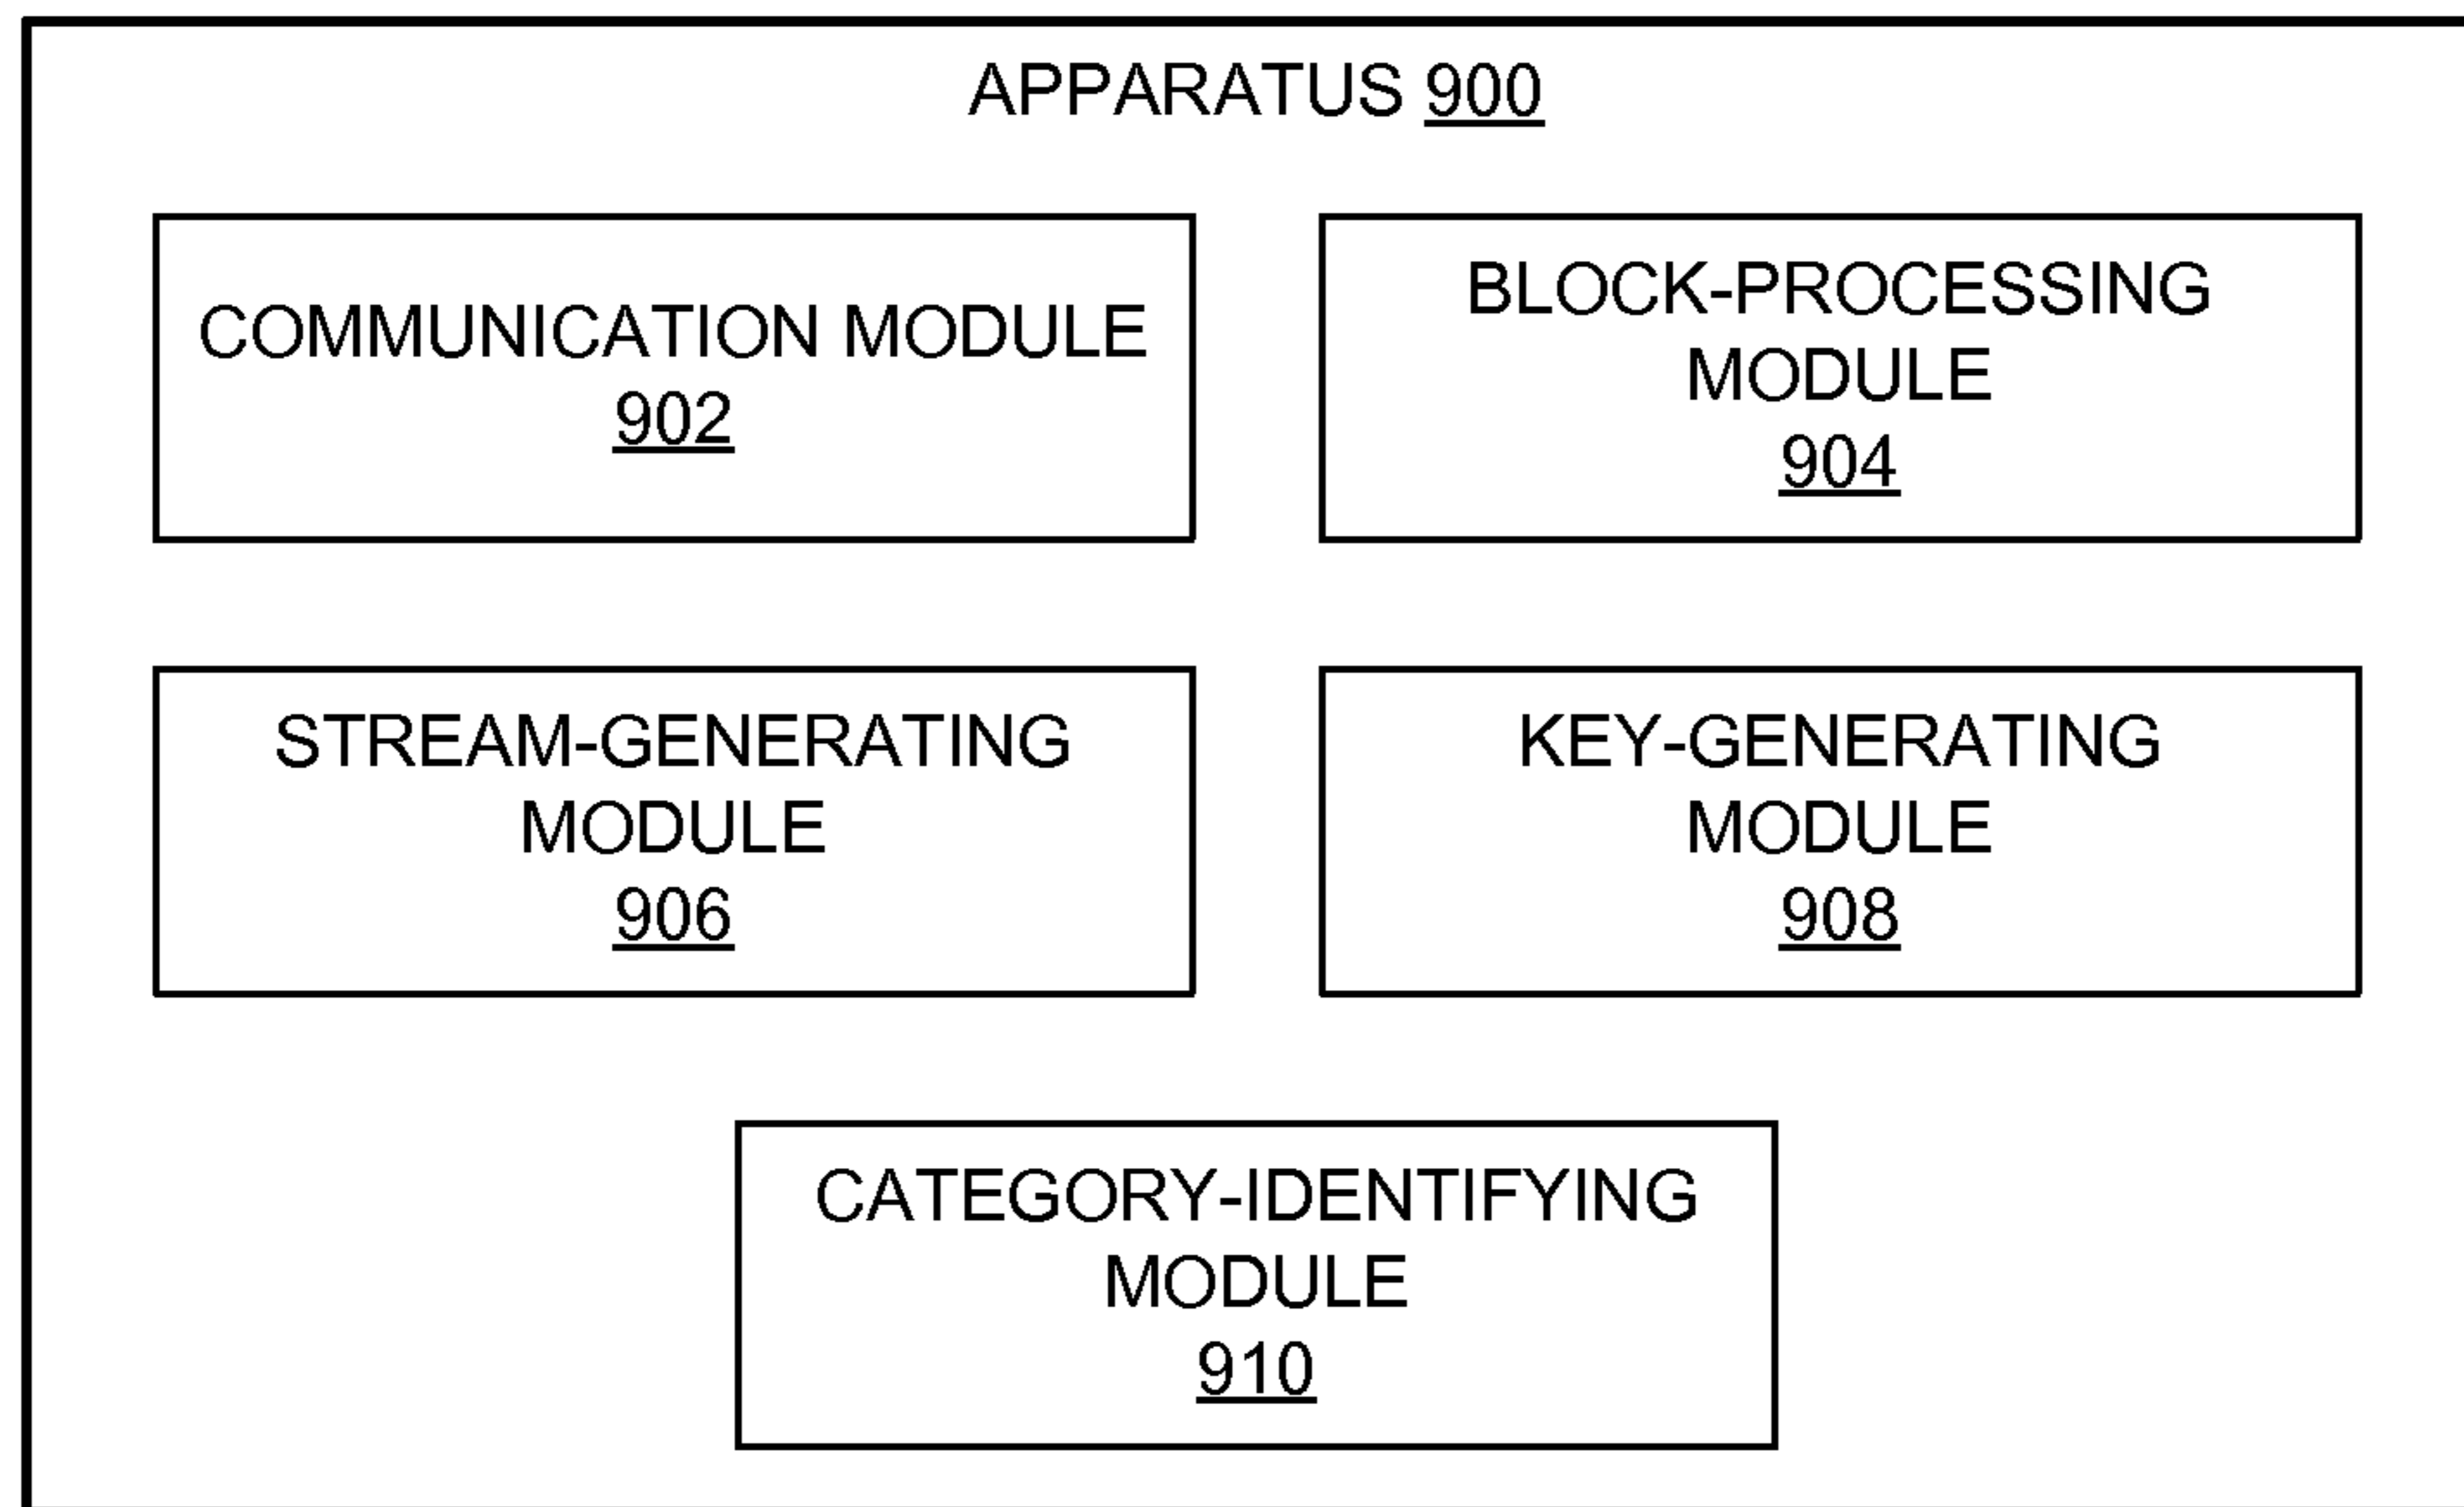 APPARATUS 900
COMMUNICATION MODULE
902
BLOCK-PROCESSING
MODULE
904
STREAM-GENERATING
MODULE
906
KEY-GENERATING
MODULE
908
CATEGORY-IDENTIFYING
MODULE
910